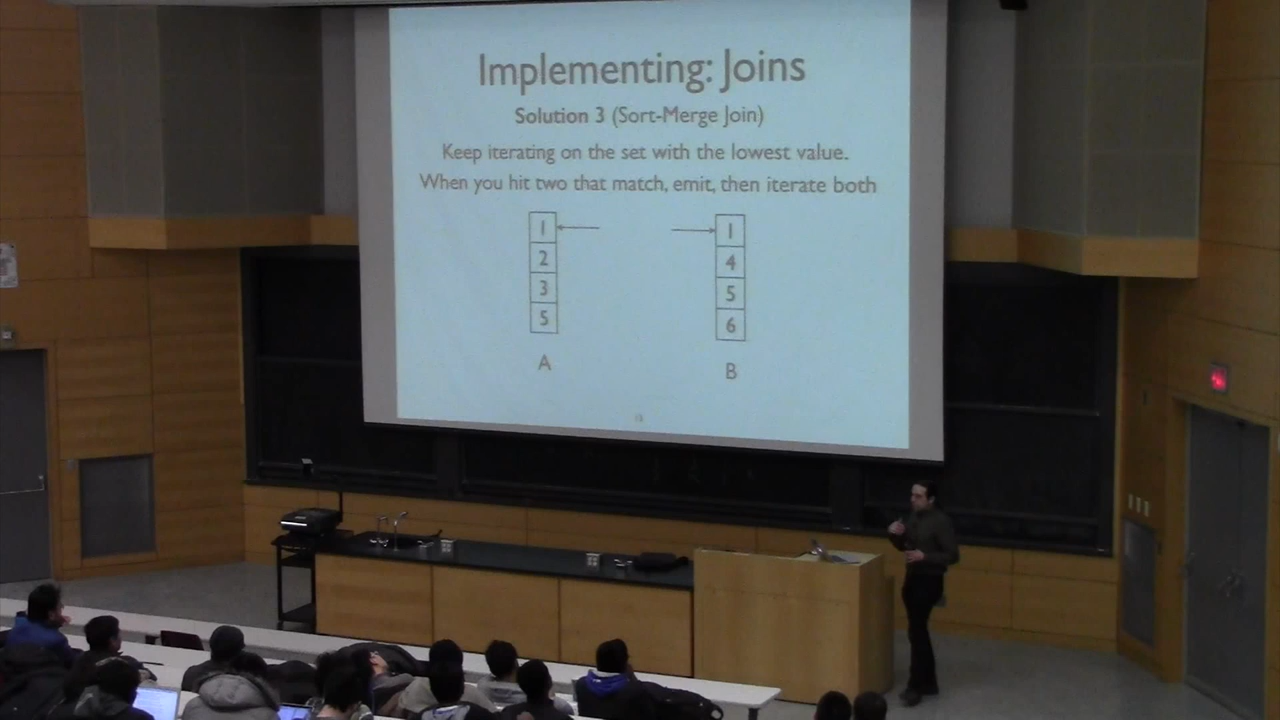 Implementing: Joins
Solution 3 (Sort-Merge Join)
Keep iterating on the set with the lowest value.
When you hit two that match, emit, then iterate both
1 1
2 4
3 5
5 6
A B